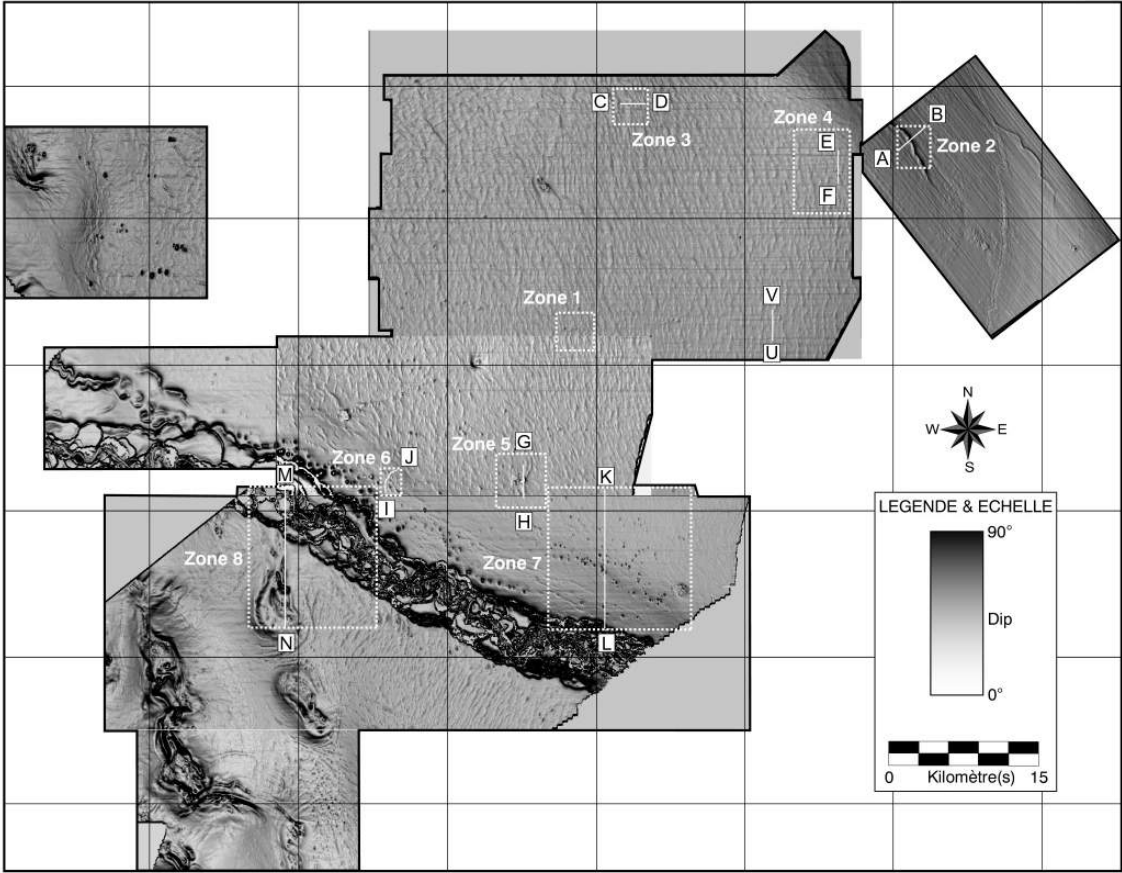 C D
Zone 3
Zone 4
E
F
A
B
Zone 2
Zone 1
V
U
N
W E
S
Zone 5
G
H
Zone 6
J
I
M
K
Zone 8
Zone 7
N
L
LEGENDE & ECHELLE
90°
Dip
0°
0 Kilomètre(s) 15